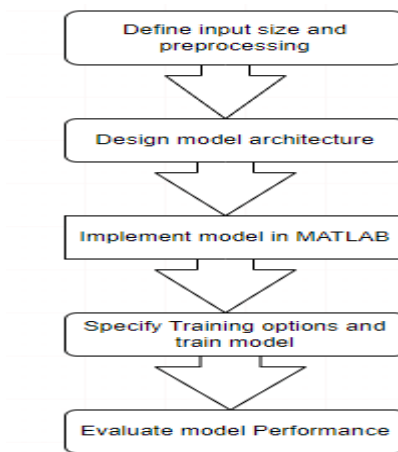 Define input size and
preprocessing
Design model architecture
Implement model in MATLAB
Specify Training options and
train model
Evaluate model Performance